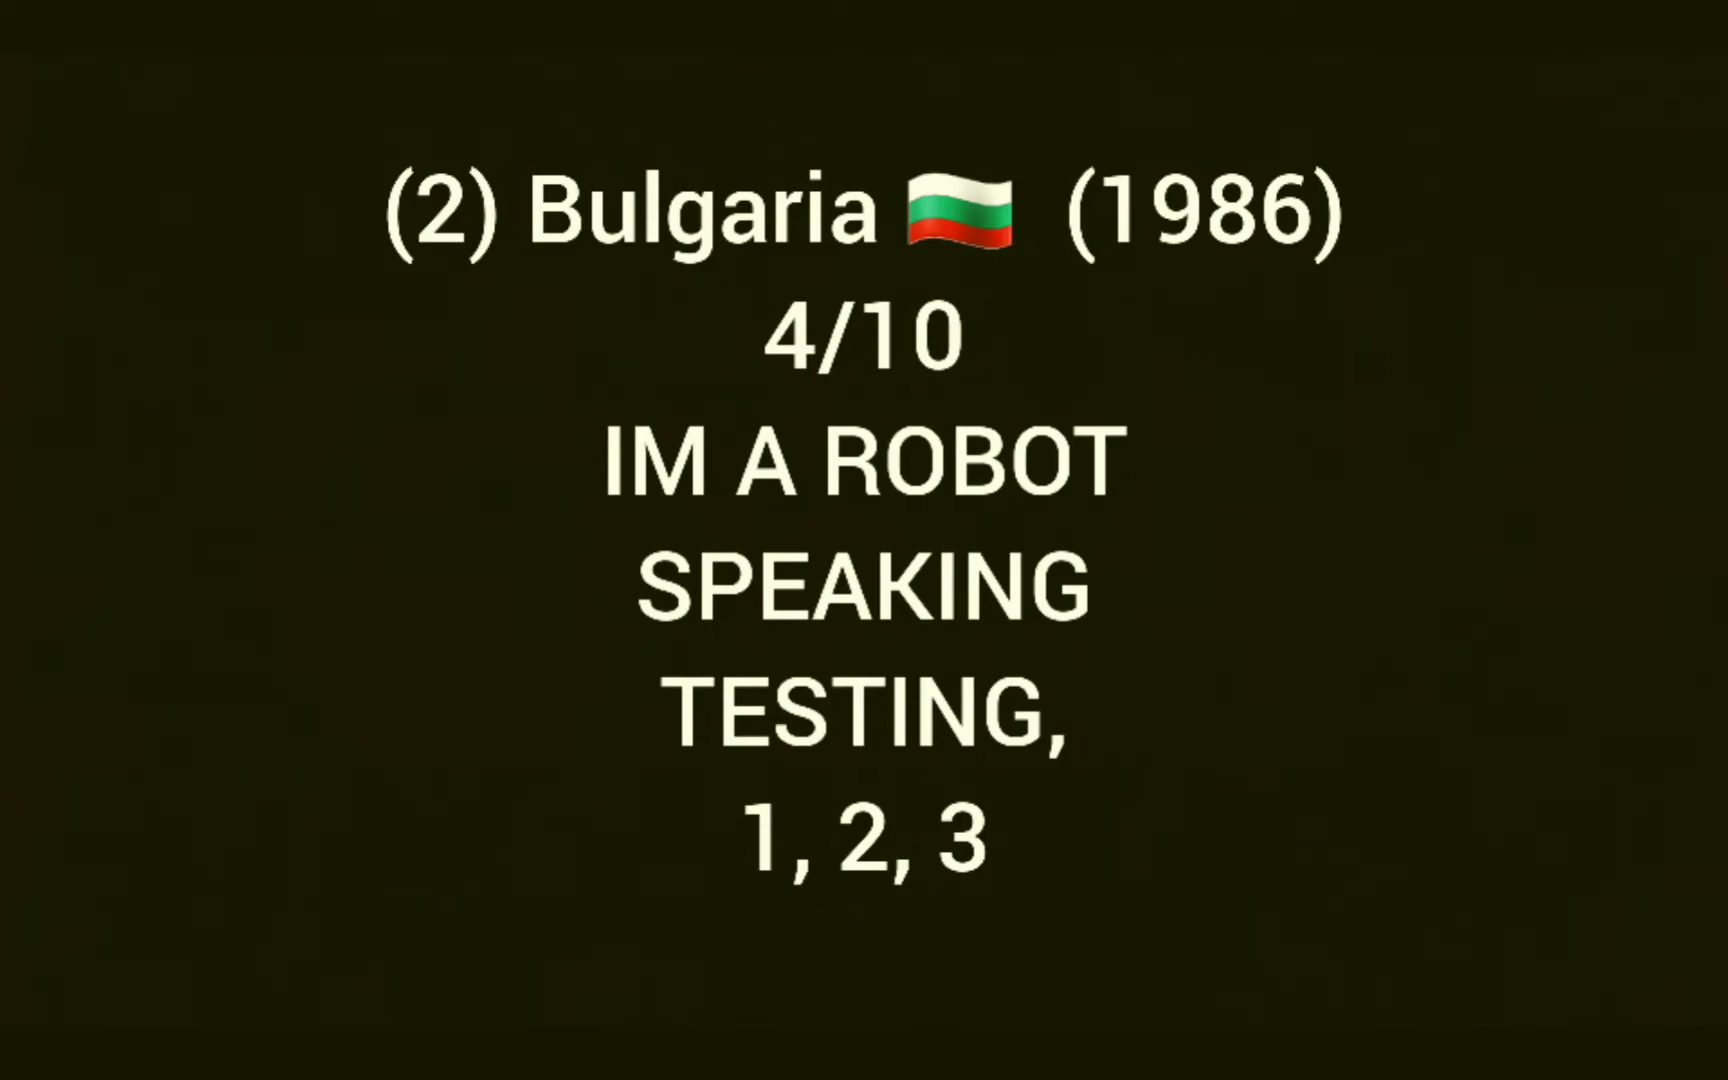 (2) Bulgaria 🇧🇬 (1986)
4/10
IM A ROBOT
SPEAKING
TESTING,
1, 2, 3